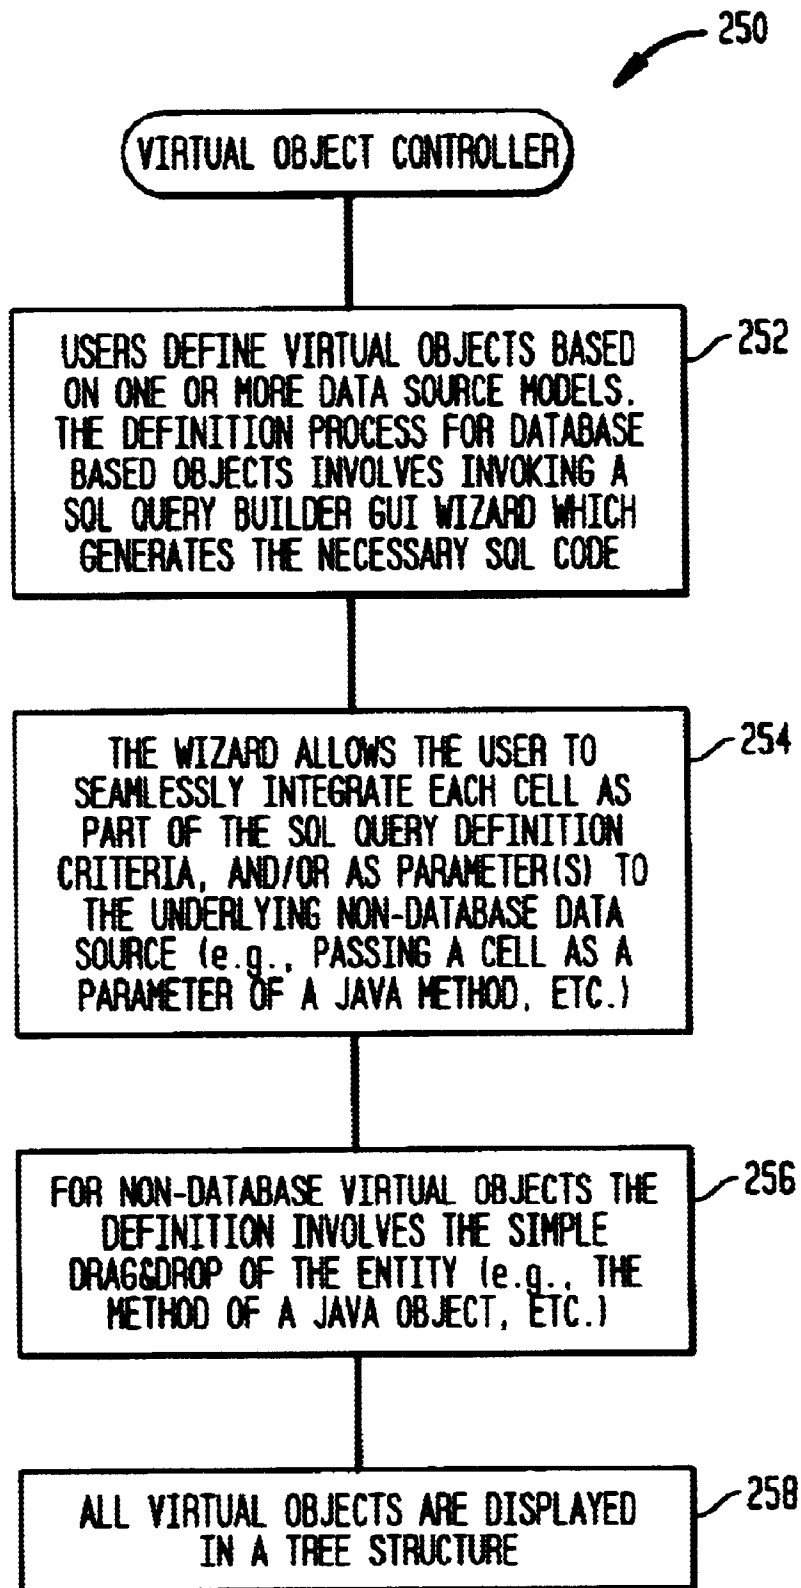 250
VIRTUAL OBJECT CONTROLLER
252
USERS DEFINE VIRTUAL OBJECTS BASED
ON ONE OR MORE DATA SOURCE MODELS.
THE DEFINITION PROCESS FOR DATABASE
BASED OBJECTS INVOLVES INVOKING A
SQL QUERY BUILDER GUI WIZARD WHICH
GENERATES THE NECESSARY SQL CODE
254
THE WIZARD ALLOWS THE USER TO
SEAMLESSLY INTEGRATE EACH CELL AS
PART OF THE SQL QUERY DEFINITION
CRITERIA, AND/OR AS PARAMETER(S) TO
THE UNDERLYING NON-DATABASE DATA
SOURCE (e.g., PASSING A CELL AS A
PARAMETER OF A JAVA METHOD, ETC.)
256
FOR NON-DATABASE VIRTUAL OBJECTS THE
DEFINITION INVOLVES THE SIMPLE
DRAG&DROP OF THE ENTITY (e.g., THE
METHOD OF A JAVA OBJECT, ETC.)
258
ALL VIRTUAL OBJECTS ARE DISPLAYED
IN A TREE STRUCTURE